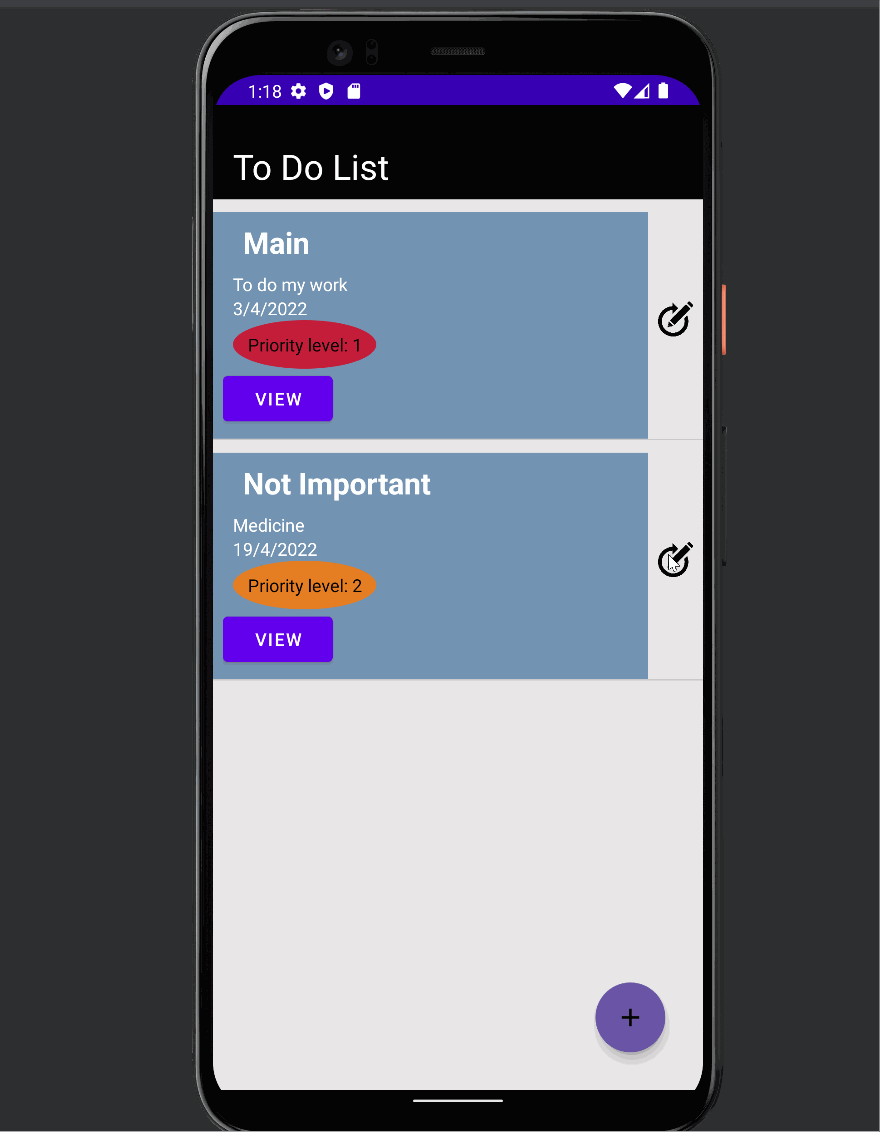 1:18
To Do List
Main
To do my work
3/4/2022
Priority level: 1
VIEW
Not Important
Medicine
19/4/2022
Priority level: 2
VIEW
+